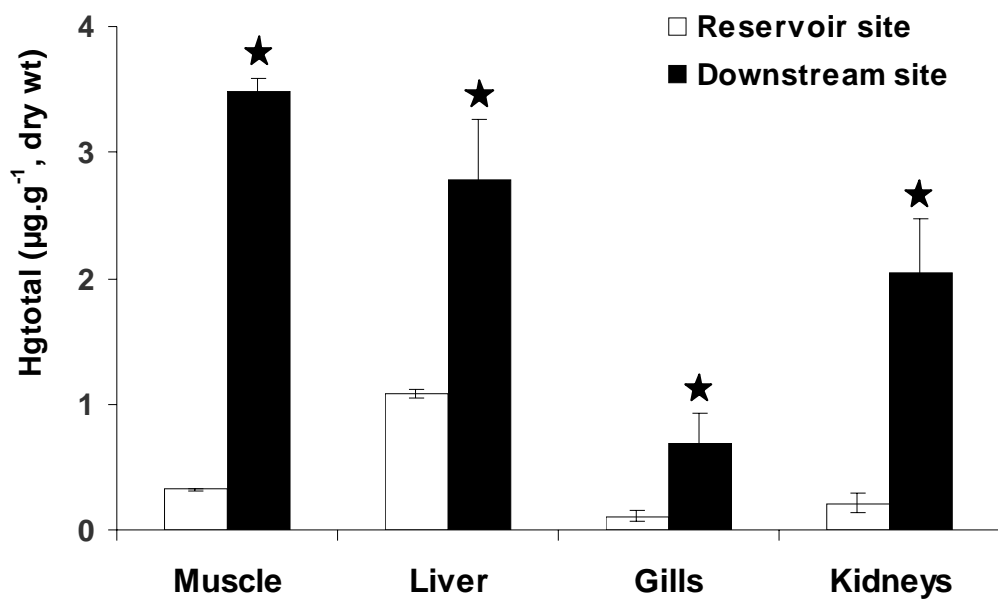 Reservoir site
Downstream site
Hgtotal (µg.g⁻¹, dry wt)
4
3
2
1
0
Muscle Liver Gills Kidneys